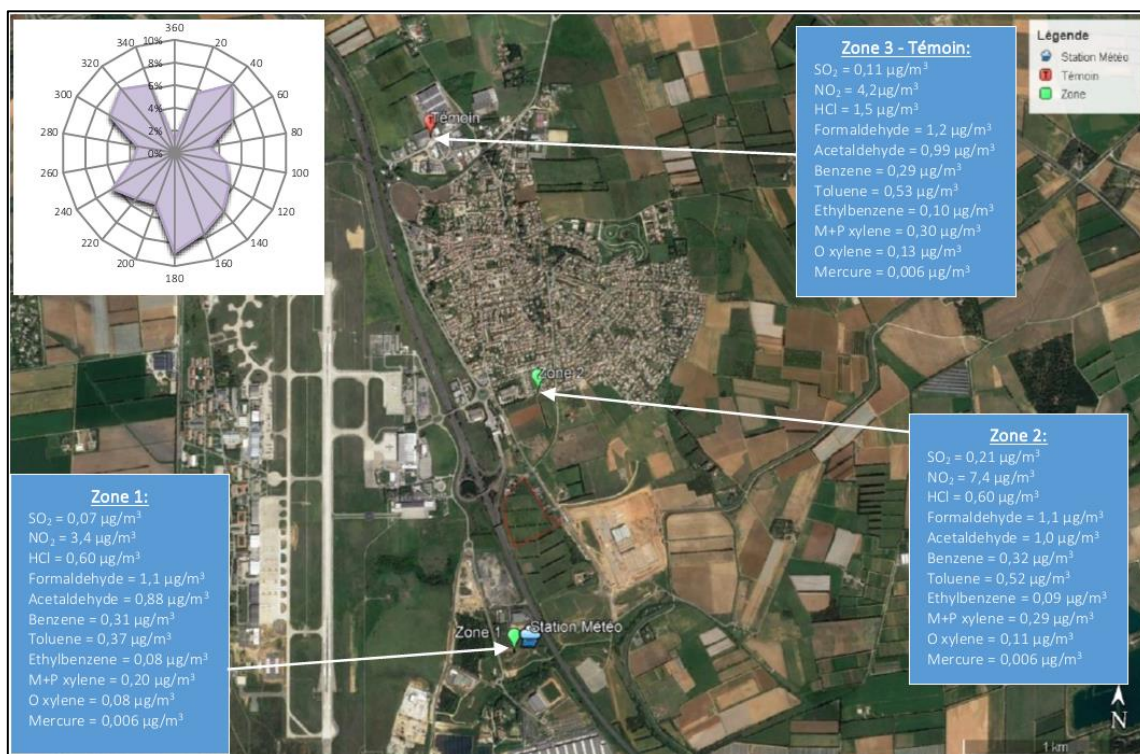 360
340
20
320
40
300
60
280
80
260
100
240
120
220
140
200
160
180
10%
8%
6%
4%
2%
0%
Zone 3 - Témoin:
SO₂ = 0,11 µg/m³
NO₂ = 4,2µg/m³
HCl = 1,5 µg/m³
Formaldehyde = 1,2 µg/m³
Acetaldehyde = 0,99 µg/m³
Benzene = 0,29 µg/m³
Toluene = 0,53 µg/m³
Ethylbenzene = 0,10 µg/m³
M+P xylene = 0,30 µg/m³
O xylene = 0,13 µg/m³
Mercure = 0,006 µg/m³
Légende
Station Météo
T Témoin
Zone
Témoin
Zone 2
Zone 2:
SO₂ = 0,21 µg/m³
NO₂ = 7,4 µg/m³
HCl = 0,60 µg/m³
Formaldehyde = 1,1 µg/m³
Acetaldehyde = 1,0 µg/m³
Benzene = 0,32 µg/m³
Toluene = 0,52 µg/m³
Ethylbenzene = 0,09 µg/m³
M+P xylene = 0,29 µg/m³
O xylene = 0,11 µg/m³
Mercure = 0,006 µg/m³
Zone 1:
SO₂ = 0,07 µg/m³
NO₂ = 3,4 µg/m³
HCl = 0,60 µg/m³
Formaldehyde = 1,1 µg/m³
Acetaldehyde = 0,88 µg/m³
Benzene = 0,31 µg/m³
Toluene = 0,37 µg/m³
Ethylbenzene = 0,08 µg/m³
M+P xylene = 0,20 µg/m³
O xylene = 0,08 µg/m³
Mercure = 0,006 µg/m³
Zone 1
Station Météo
N
1 km